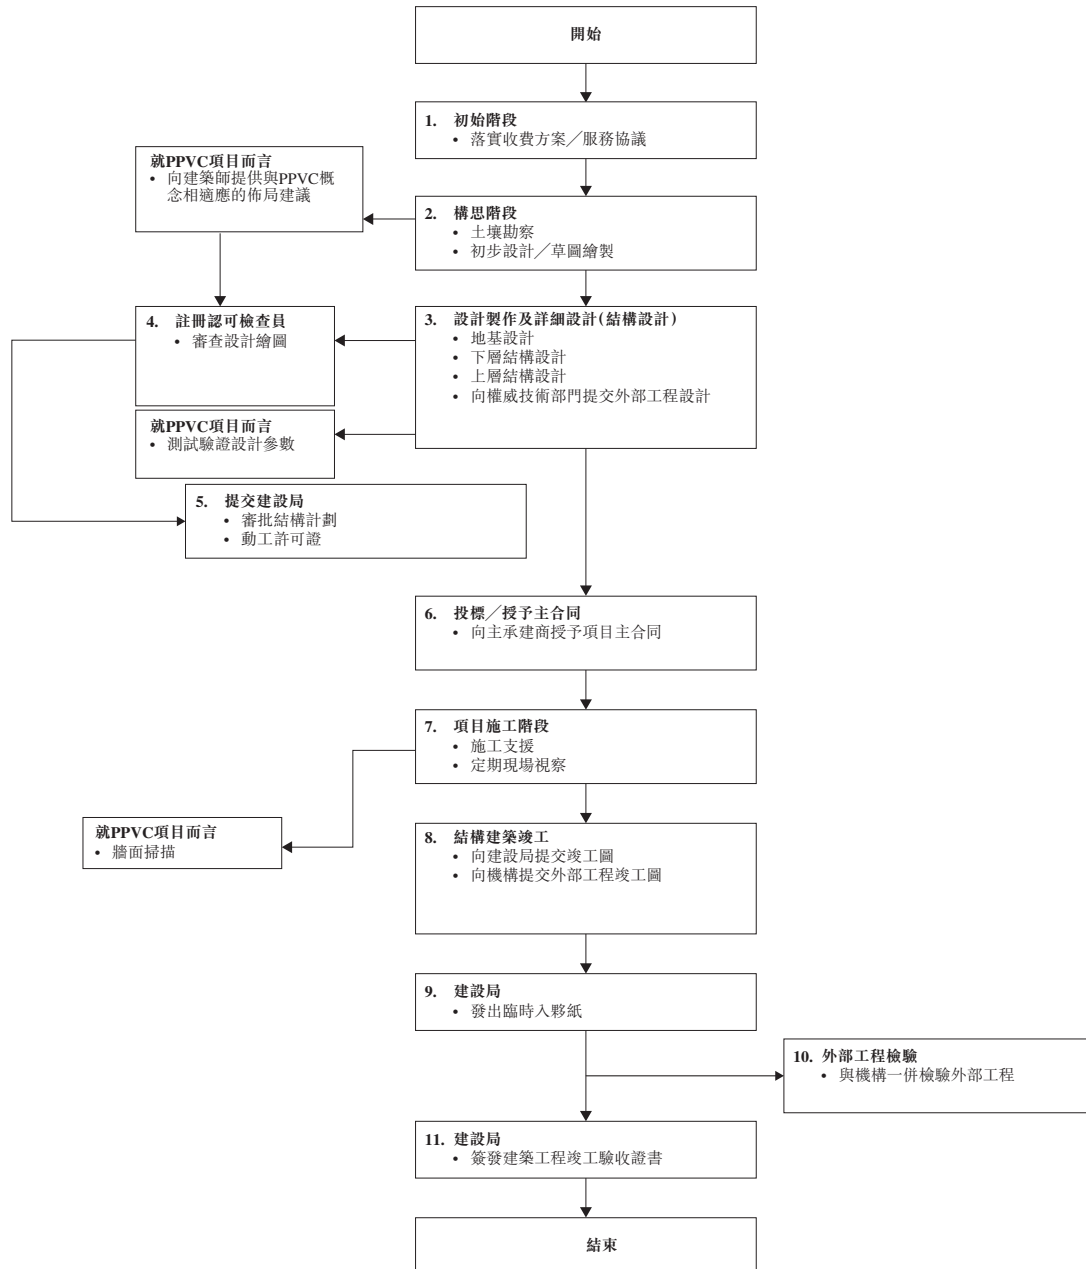 開始
1. 初始階段
• 落實收費方案／服務協議
就PPVC項目而言
• 向建築師提供與PPVC概
念相適應的佈局建議
2. 構思階段
• 土壤勘察
• 初步設計／草圖繪製
3. 設計製作及詳細設計(結構設計)
• 地基設計
• 下層結構設計
• 上層結構設計
• 向權威技術部門提交外部工程設計
4. 註冊認可檢查員
• 審查設計繪圖
就PPVC項目而言
• 測試驗證設計參數
5. 提交建設局
• 審批結構計劃
• 動工許可證
6. 投標／授予主合同
• 向主承建商授予項目主合同
7. 項目施工階段
• 施工支援
• 定期現場視察
就PPVC項目而言
• 牆面掃描
8. 結構建築竣工
• 向建設局提交竣工圖
• 向機構提交外部工程竣工圖
9. 建設局
• 發出臨時入夥紙
10. 外部工程檢驗
• 與機構一併檢驗外部工程
11. 建設局
• 簽發建築工程竣工驗收證書
結束